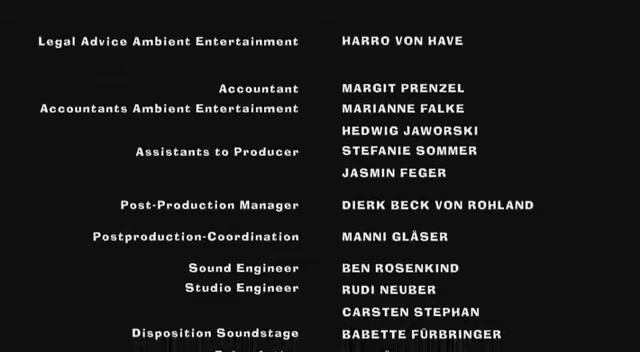 Legal Advice Ambient Entertainment HARRO VON HAVE
Accountant MARGIT PRENZEL
Accountants Ambient Entertainment MARIANNE FALKE
HEDWIG JAWORSKI
Assistants to Producer STEFANIE SOMMER
JASMIN FEGER
Post-Production Manager DIERK BECK VON ROHLAND
Postproduction-Coordination MANNI GLÄSER
Sound Engineer BEN ROSENKIND
Studio Engineer RUDI NEUBER
CARSTEN STEPHAN
Disposition Soundstage BABETTE FÜRBRINGER